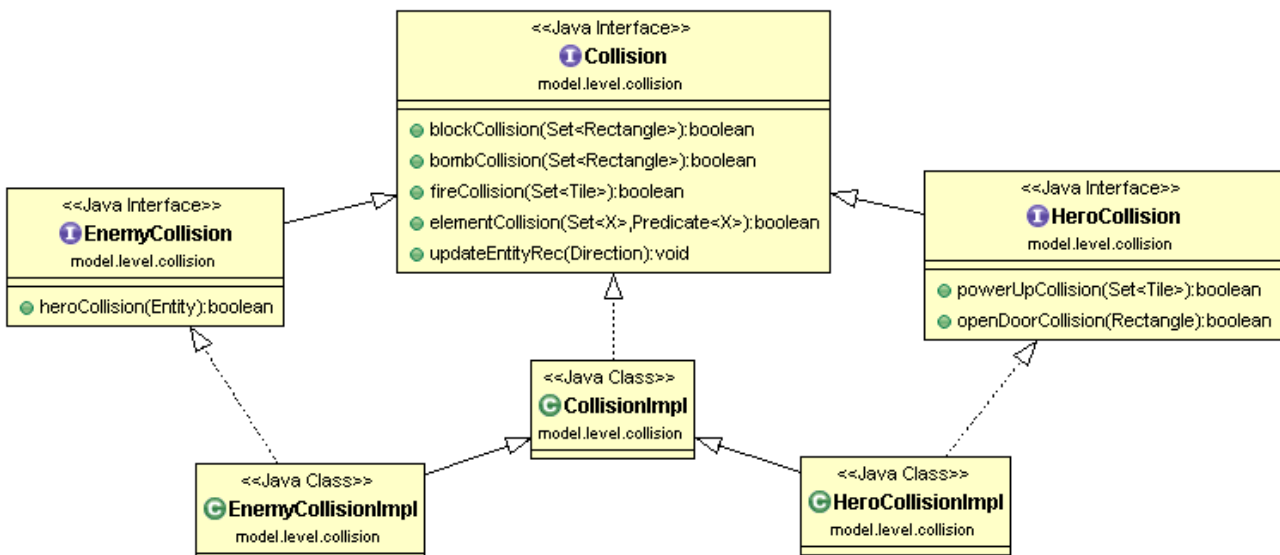 <<Java Interface>>
Collision
model.level.collision
blockCollision(Set<Rectangle>):boolean
bombCollision(Set<Rectangle>):boolean
fireCollision(Set<Tile>):boolean
elementCollision(Set<X>,Predicate<X>):boolean
updateEntityRec(Direction):void
<<Java Interface>>
EnemyCollision
model.level.collision
heroCollision(Entity):boolean
<<Java Interface>>
HeroCollision
model.level.collision
powerUpCollision(Set<Tile>):boolean
openDoorCollision(Rectangle):boolean
<<Java Class>>
CollisionImpl
model.level.collision
<<Java Class>>
EnemyCollisionImpl
model.level.collision
<<Java Class>>
HeroCollisionImpl
model.level.collision